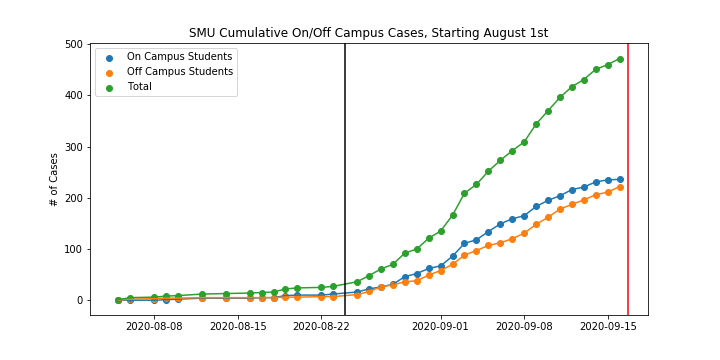 SMU Cumulative On/Off Campus Cases, Starting August 1st
500
On Campus Students
Off Campus Students
Total
400
300
200
100
0
# of Cases
2020-08-08
2020-08-15
2020-08-22
2020-09-01
2020-09-08
2020-09-15